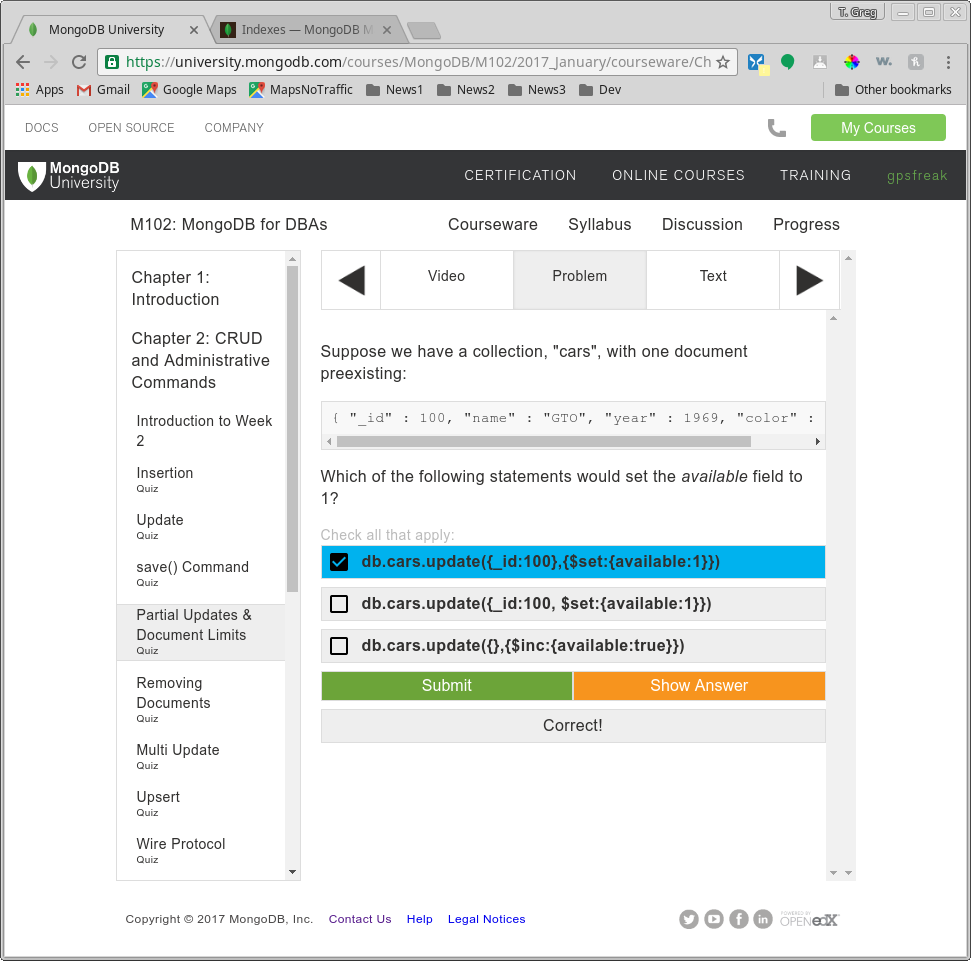 T. Greg
MongoDB University
Indexes — MongoDB M
https://university.mongodb.com/courses/MongoDB/M102/2017_January/courseware/Ch
Apps Gmail Google Maps MapsNoTraffic News1 News2 News3 Dev Other bookmarks
DOCS OPEN SOURCE COMPANY My Courses
MongoDB
University
CERTIFICATION ONLINE COURSES TRAINING gpsfreak
M102: MongoDB for DBAs Courseware Syllabus Discussion Progress
Chapter 1:
Introduction
Chapter 2: CRUD
and Administrative
Commands
Introduction to Week
2
Insertion
Quiz
Update
Quiz
save() Command
Quiz
Partial Updates &
Document Limits
Quiz
Removing
Documents
Quiz
Multi Update
Quiz
Upsert
Quiz
Wire Protocol
Quiz
Video Problem Text
Suppose we have a collection, "cars", with one document
preexisting:
{ "_id" : 100, "name" : "GTO", "year" : 1969, "color" :
Which of the following statements would set the available field to
1?
Check all that apply:
db.cars.update({_id:100},{$set:{available:1}})
db.cars.update({_id:100, $set:{available:1}})
db.cars.update({},{$inc:{available:true}})
Submit Show Answer
Correct!
Copyright © 2017 MongoDB, Inc. Contact Us Help Legal Notices
POWERED BY
OPEN edX